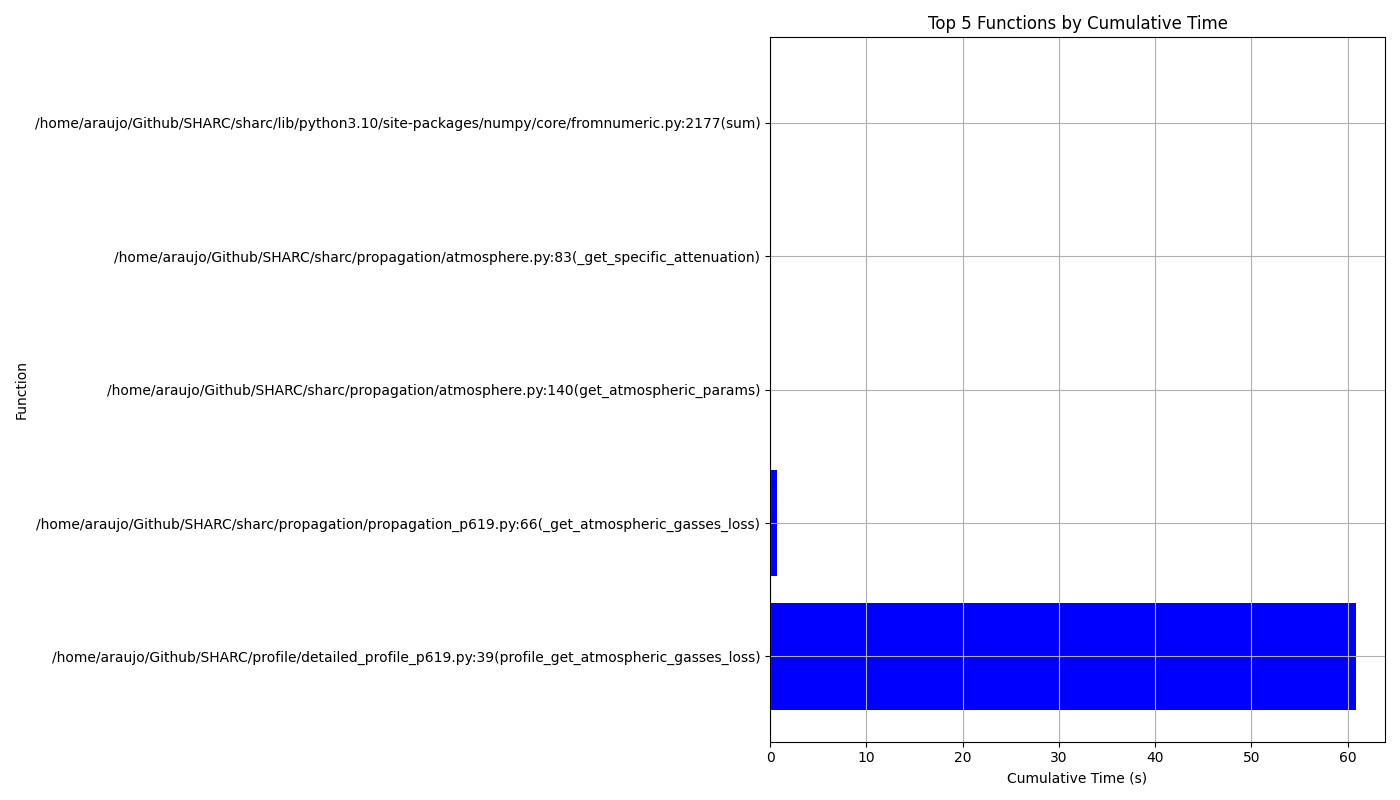 Top 5 Functions by Cumulative Time
/home/araujo/Github/SHARC/sharc/lib/python3.10/site-packages/numpy/core/fromnumeric.py:2177(sum)
/home/araujo/Github/SHARC/sharc/propagation/atmosphere.py:83(_get_specific_attenuation)
/home/araujo/Github/SHARC/sharc/propagation/atmosphere.py:140(get_atmospheric_params)
Function
/home/araujo/Github/SHARC/sharc/propagation/propagation_p619.py:66(_get_atmospheric_gasses_loss)
/home/araujo/Github/SHARC/profile/detailed_profile_p619.py:39(profile_get_atmospheric_gasses_loss)
0 10 20 30 40 50 60
Cumulative Time (s)